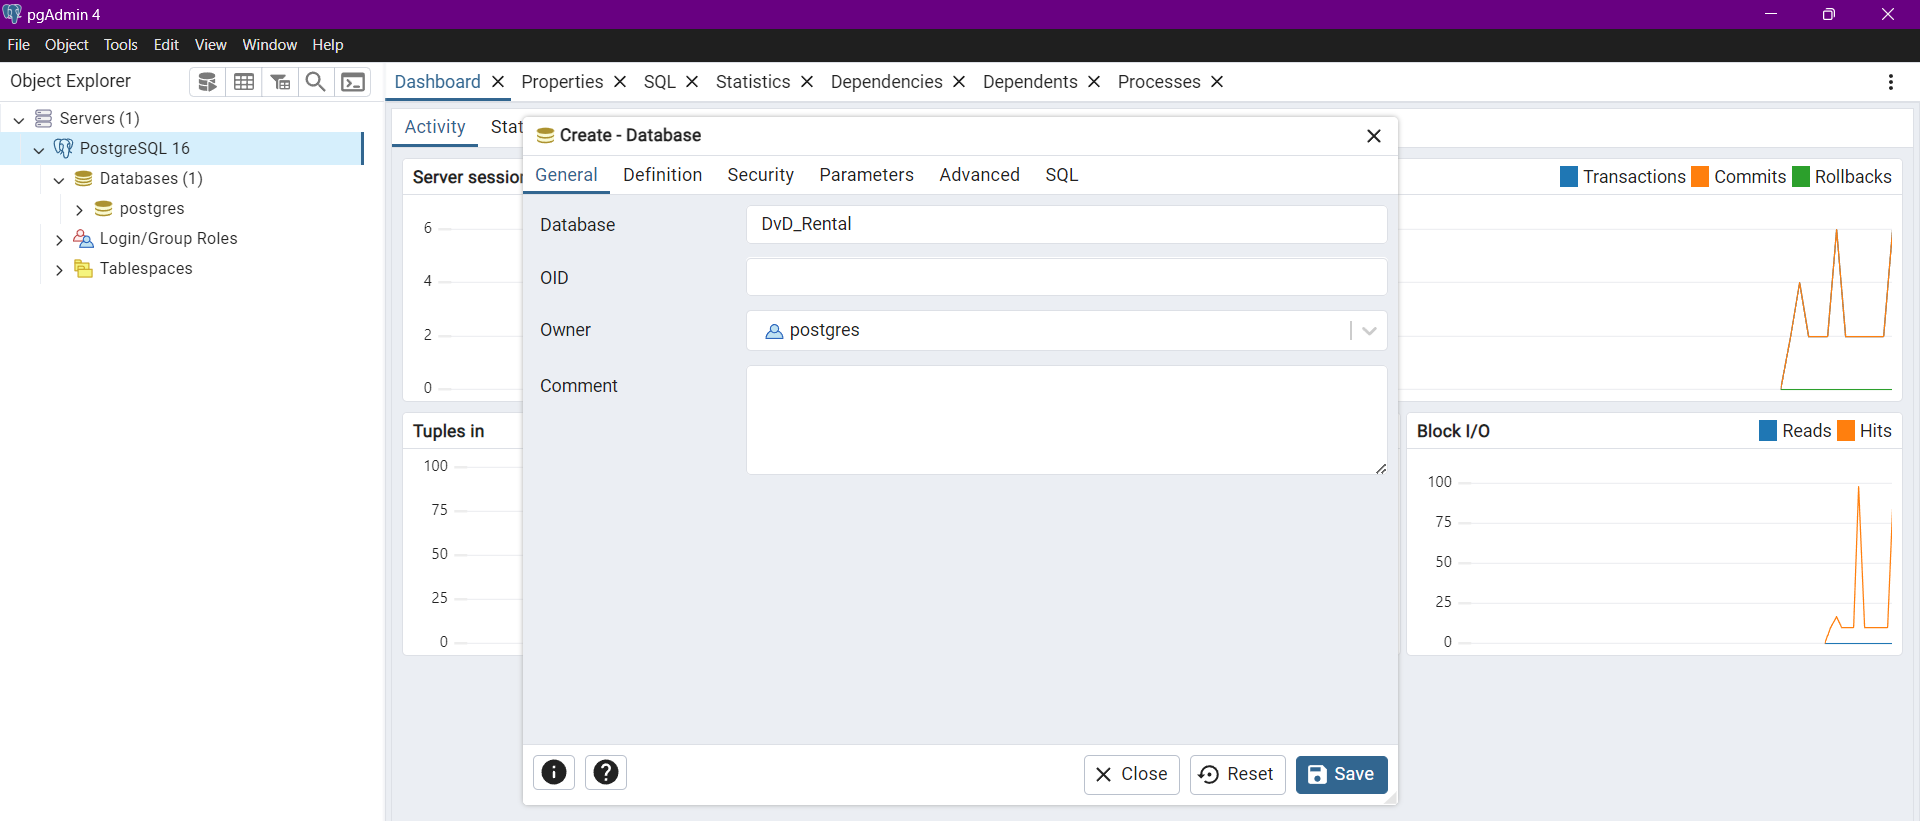 pgAdmin 4
File Object Tools Edit View Window Help
Object Explorer
Dashboard Properties SQL Statistics Dependencies Dependents Processes
Servers (1)
PostgreSQL 16
Databases (1)
postgres
Login/Group Roles
Tablespaces
Activity Stat
Server session
Transactions Commits Rollbacks
6
4
2
0
Tuples in
100
75
50
25
0
Create - Database
General Definition Security Parameters Advanced SQL
Database DvD_Rental
OID
Owner postgres
Comment
Close Reset Save
Block I/O Reads Hits
100
75
50
25
0